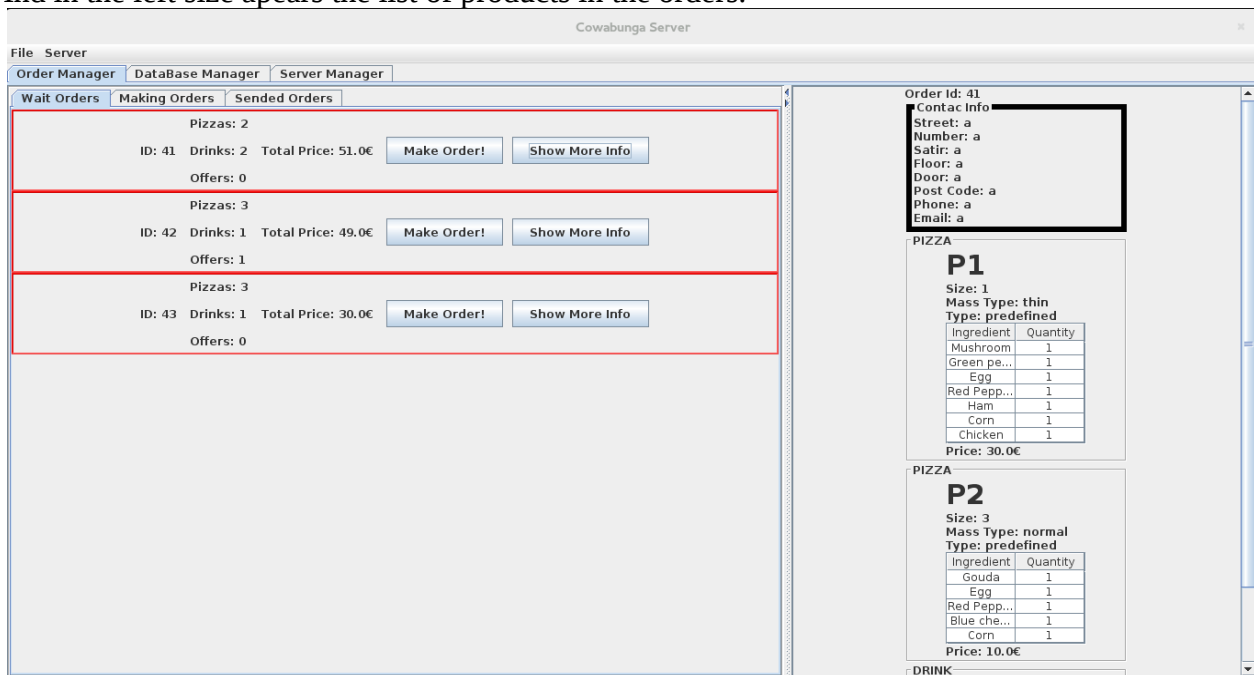 Ind in the left size apears the list of products in the orders.
Cowabunga Server
File Server
Order Manager DataBase Manager Server Manager
Wait Orders Making Orders Sended Orders
Pizzas: 2
ID: 41 Drinks: 2 Total Price: 51.0€ Make Order! Show More Info
Offers: 0
Pizzas: 3
ID: 42 Drinks: 1 Total Price: 49.0€ Make Order! Show More Info
Offers: 1
Pizzas: 3
ID: 43 Drinks: 1 Total Price: 30.0€ Make Order! Show More Info
Offers: 0
Order Id: 41
Contac Info
Street: a
Number: a
Satir: a
Floor: a
Door: a
Post Code: a
Phone: a
Email: a
PIZZA
P1
Size: 1
Mass Type: thin
Type: predefined
Ingredient Quantity
Mushroom 1
Green pe... 1
Egg 1
Red Pepp... 1
Ham 1
Corn 1
Chicken 1
Price: 30.0€
PIZZA
P2
Size: 3
Mass Type: normal
Type: predefined
Ingredient Quantity
Gouda 1
Egg 1
Red Pepp... 1
Blue che... 1
Corn 1
Price: 10.0€
DRINK